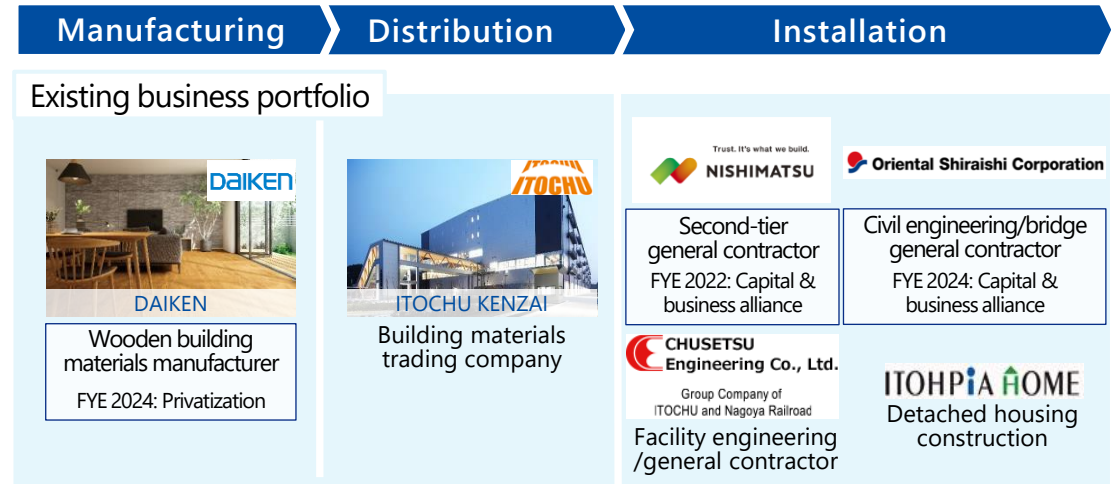 Manufacturing
Distribution
Installation
Existing business portfolio
DAIKEN
DAIKEN
Wooden building
materials manufacturer
FYE 2024: Privatization
ITOCHU
ITOCHU
ITOCHU KENZAI
Building materials
trading company
Trust. It's what we build.
NISHIMATSU
Second-tier
general contractor
FYE 2022: Capital &
business alliance
Oriental Shiraishi Corporation
Civil engineering/bridge
general contractor
FYE 2024: Capital &
business alliance
CHUSETSU
Engineering Co., Ltd.
Group Company of
ITOCHU and Nagoya Railroad
Facility engineering
/general contractor
ITOHPiA HOME
Detached housing
construction